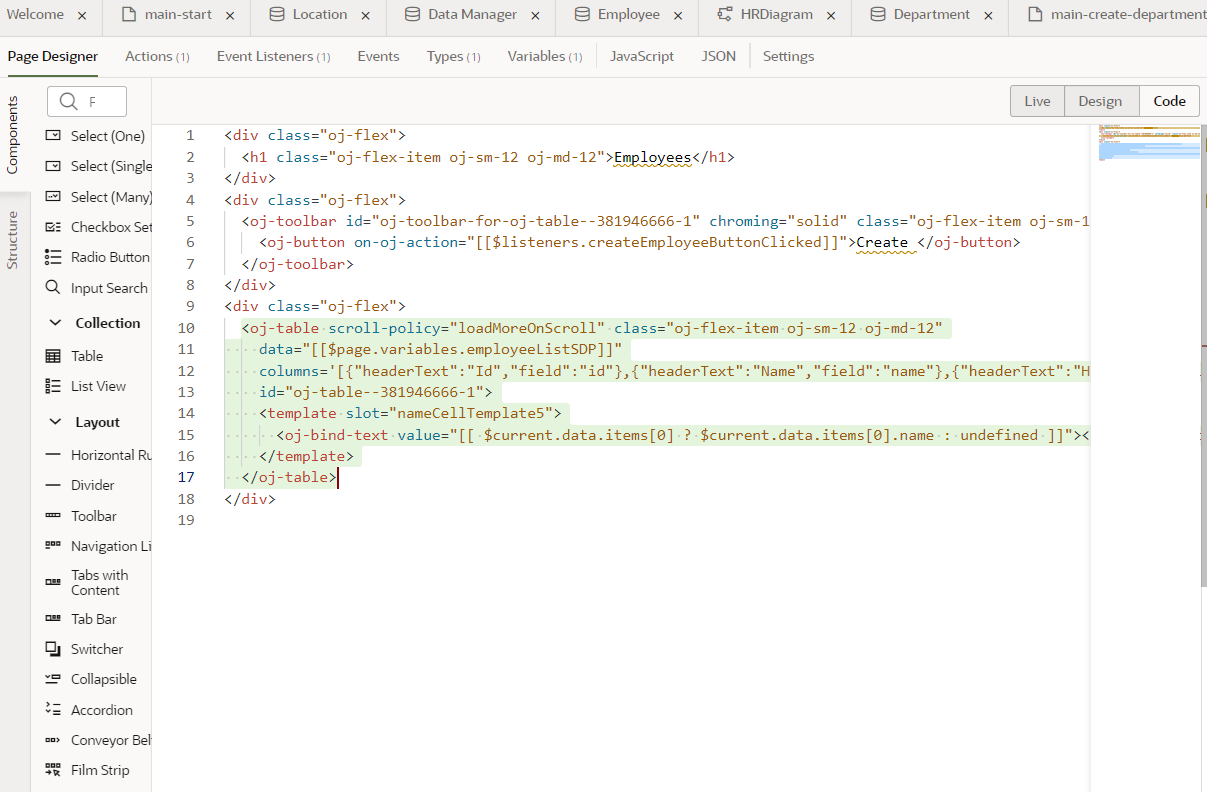 Welcome × main-start × Location × Data Manager × Employee × HRDiagram × Department × main-create-department
Page Designer Actions (1) Event Listeners (1) Events Types (1) Variables (1) JavaScript JSON Settings
Components
Structure
F
Live Design Code
Select (One)
Select (Single
Select (Many)
Checkbox Set
Radio Button
Input Search
Collection
Table
List View
Layout
Horizontal Ru
Divider
Toolbar
Navigation Li
Tabs with
Content
Tab Bar
Switcher
Collapsible
Accordion
Conveyor Bel
Film Strip
1 <div class="oj-flex">
2 <h1 class="oj-flex-item oj-sm-12 oj-md-12">Employees</h1>
3 </div>
4 <div class="oj-flex">
5 <oj-toolbar id="oj-toolbar-for-oj-table--381946666-1" chroming="solid" class="oj-flex-item oj-sm-1
6 <oj-button on-oj-action="[[$listeners.createEmployeeButtonClicked]]">Create </oj-button>
7 </oj-toolbar>
8 </div>
9 <div class="oj-flex">
10 <oj-table scroll-policy="loadMoreOnScroll" class="oj-flex-item oj-sm-12 oj-md-12"
11 data="[[$page.variables.employeeListSDP]]"
12 columns='[{"headerText":"Id","field":"id"},{"headerText":"Name","field":"name"},{"headerText":"H
13 id="oj-table--381946666-1">
14 <template slot="nameCellTemplate5">
15 <oj-bind-text value="[[ $current.data.items[0] ? $current.data.items[0].name : undefined ]]"><
16 </template>
17 </oj-table>
18 </div>
19